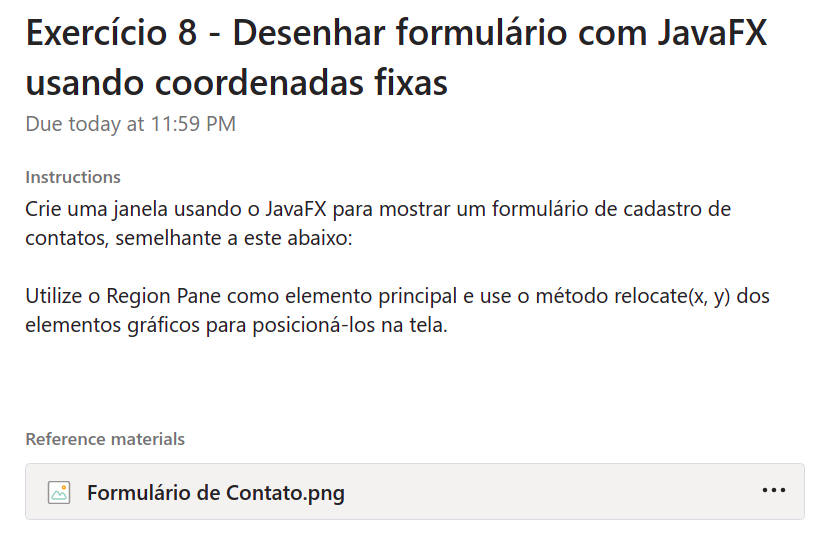 Exercício 8 - Desenhar formulário com JavaFX
usando coordenadas fixas
Due today at 11:59 PM
Instructions
Crie uma janela usando o JavaFX para mostrar um formulário de cadastro de
contatos, semelhante a este abaixo:
Utilize o Region Pane como elemento principal e use o método relocate(x, y) dos
elementos gráficos para posicioná-los na tela.
Reference materials
Formulário de Contato.png